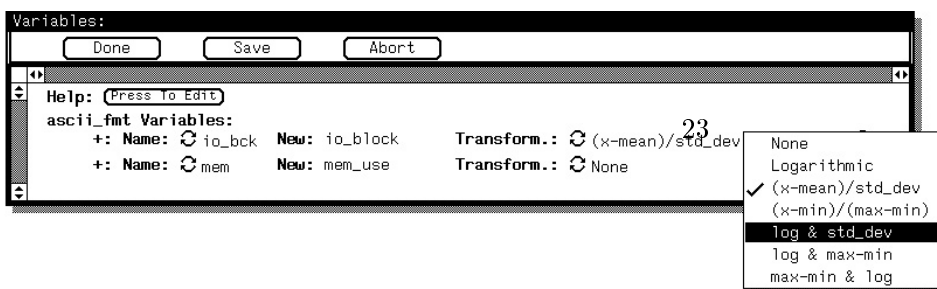 Variables:
Done Save Abort
Help: Press To Edit
ascii_fmt Variables:
+: Name: io_bck New: io_block Transform.: (x-mean)/std_dev
23
+: Name: mem New: mem_use Transform.: None
None
Logarithmic
(x-mean)/std_dev
(x-min)/(max-min)
log & std_dev
log & max-min
max-min & log